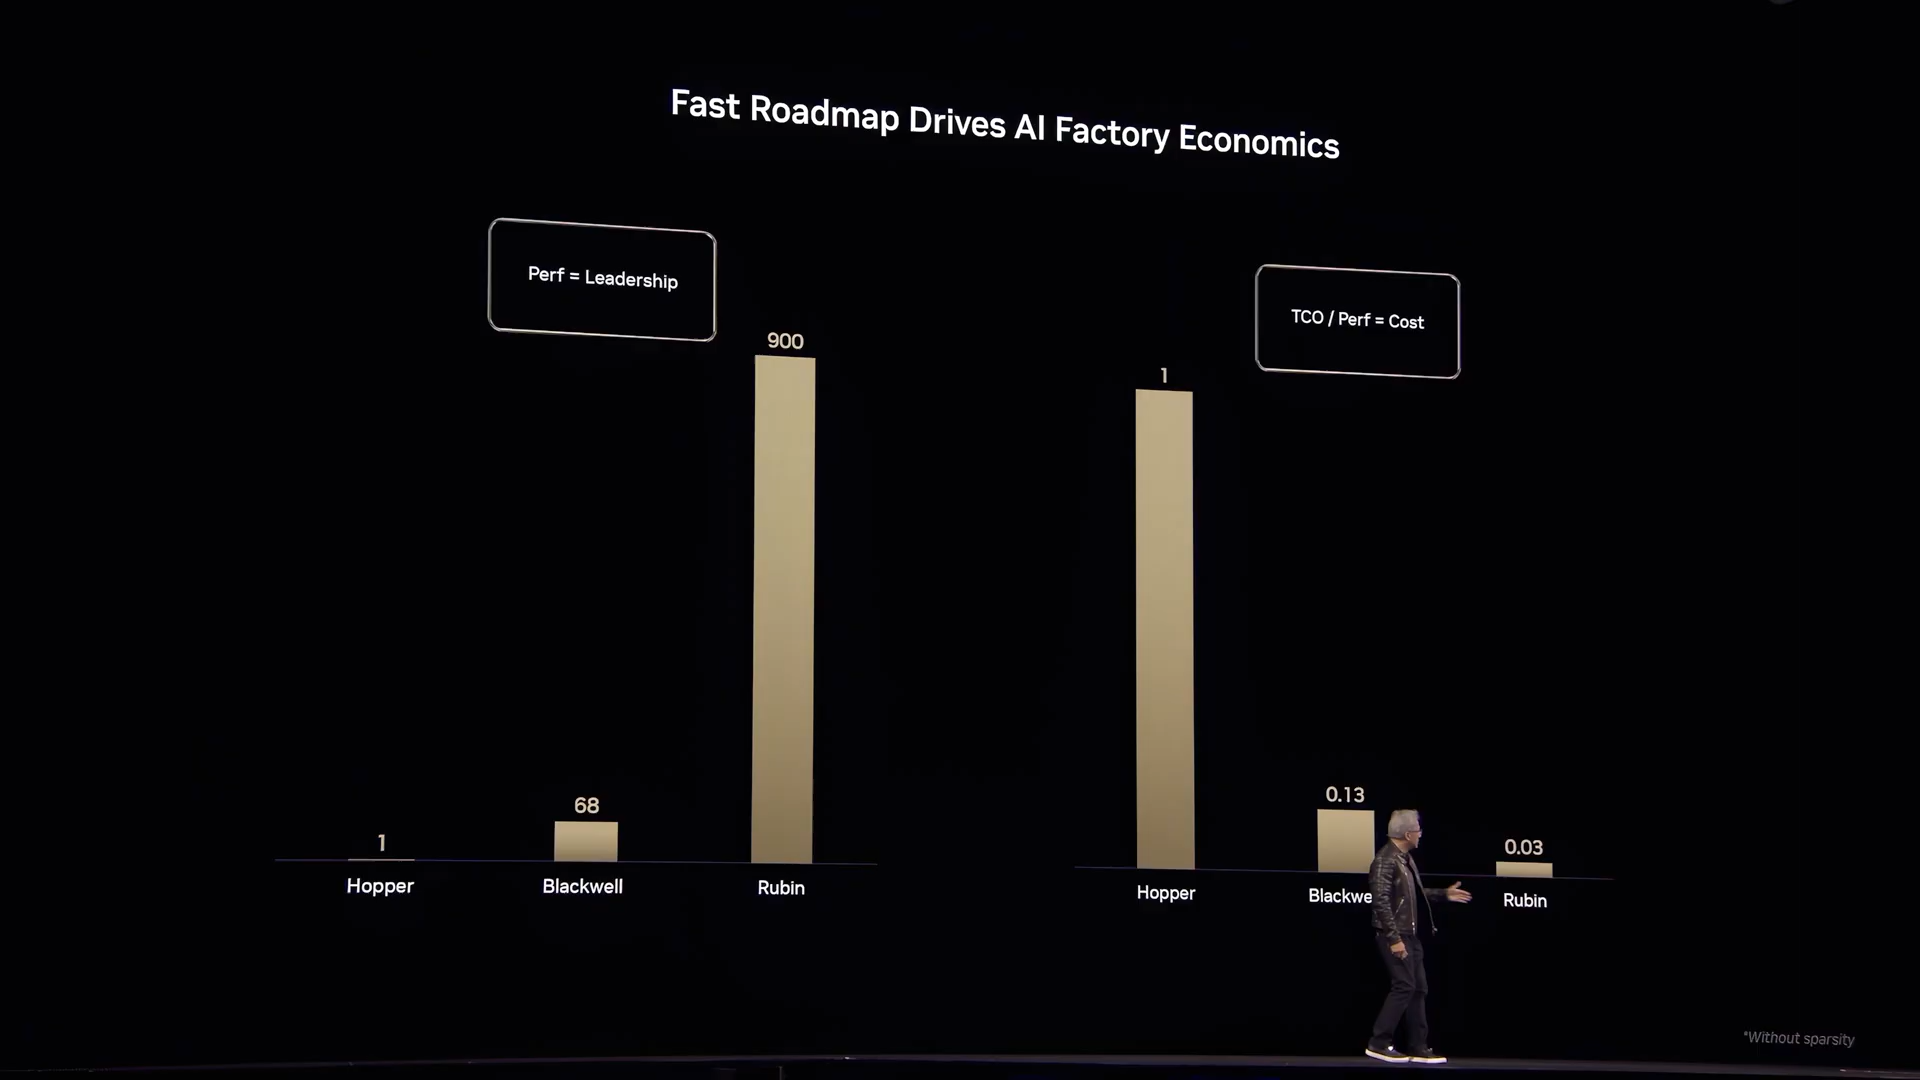 Fast Roadmap Drives AI Factory Economics
Perf = Leadership
900
68
1
Hopper
Blackwell
Rubin
TCO / Perf = Cost
1
0.13
0.03
Hopper
Blackwe
Rubin
*Without sparsity